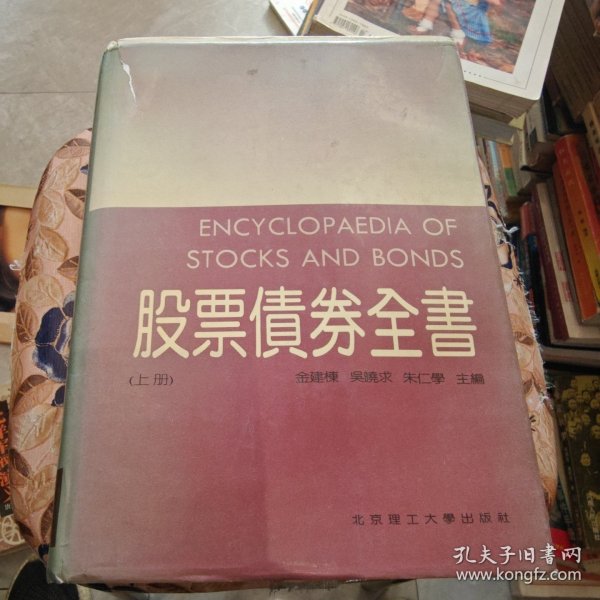 ENCYCLOPAEDIA OF
STOCKS AND BONDS
股票債券全書
(上册)
金建棟 吳曉求 朱仁學 主編
北京理工大學出版社
孔夫子旧书网
www.kongfz.com